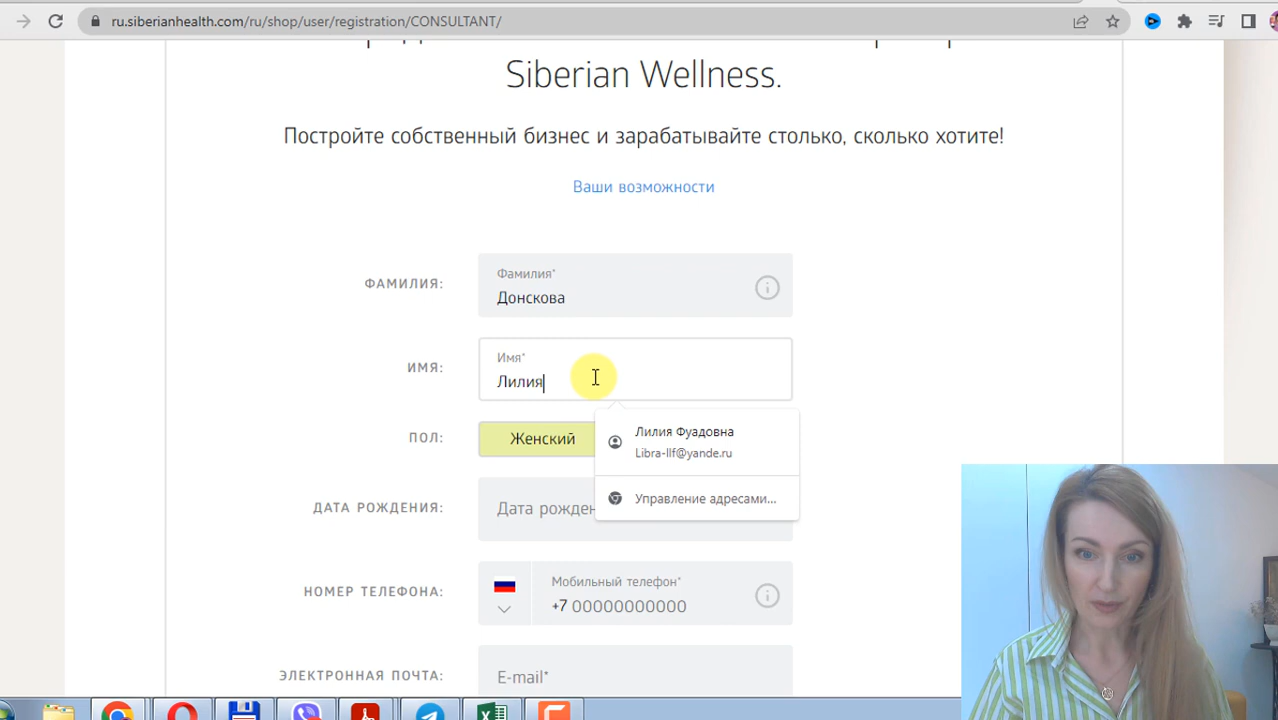 ru.siberianhealth.com/ru/shop/user/registration/CONSULTANT/
Siberian Wellness.
Постройте собственный бизнес и зарабатывайте столько, сколько хотите!
Ваши возможности
ФАМИЛИЯ:
Фамилия*
Донскова
ИМЯ:
Имя*
Лилия
ПОЛ:
Женский
Лилия Фуадовна
Libra-llf@yande.ru
Управление адресами...
ДАТА РОЖДЕНИЯ:
Дата рожден
НОМЕР ТЕЛЕФОНА:
Мобильный телефон*
+7 00000000000
ЭЛЕКТРОННАЯ ПОЧТА:
E-mail*